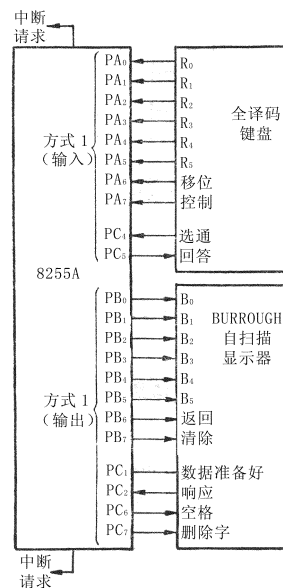 中断
请求
PA₀ R₀
PA₁ R₁
PA₂ R₂
PA₃ R₃
方式1
（输入）
PA₄ R₄
PA₅ R₅
PA₆ 移位
PA₇ 控制
全译码
键盘
PC₄ 选通
PC₅ 回答
8255A
PB₀ B₀
PB₁ B₁
PB₂ B₂
PB₃ B₃
BURROUGH
自扫描
显示器
方式1
（输出）
PB₄ B₄
PB₅ B₅
PB₆ 返回
PB₇ 清除
PC₁ 数据准备好
PC₂ 响应
PC₆ 空格
PC₇ 删除字
中断
请求